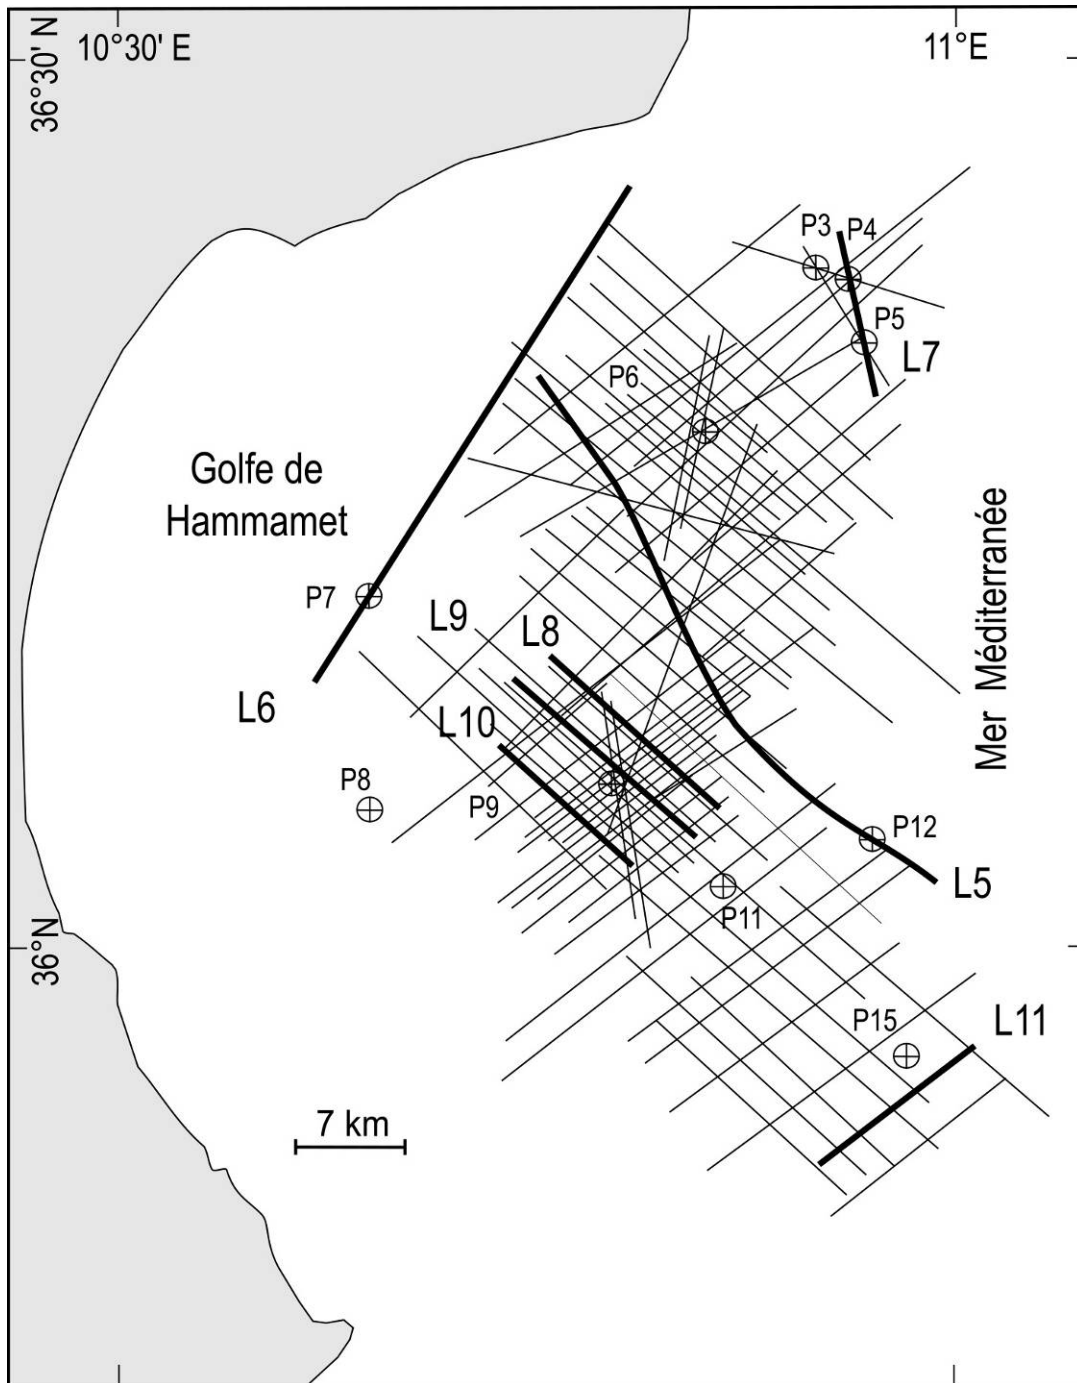 10°30' E
11°E
36°30' N
P3
P4
P5
L7
P6
Golfe de
Hammamet
Mer Méditerranée
P7
L9
L8
L6
L10
P8
P9
P12
L5
P11
36°N
P15
L11
7 km